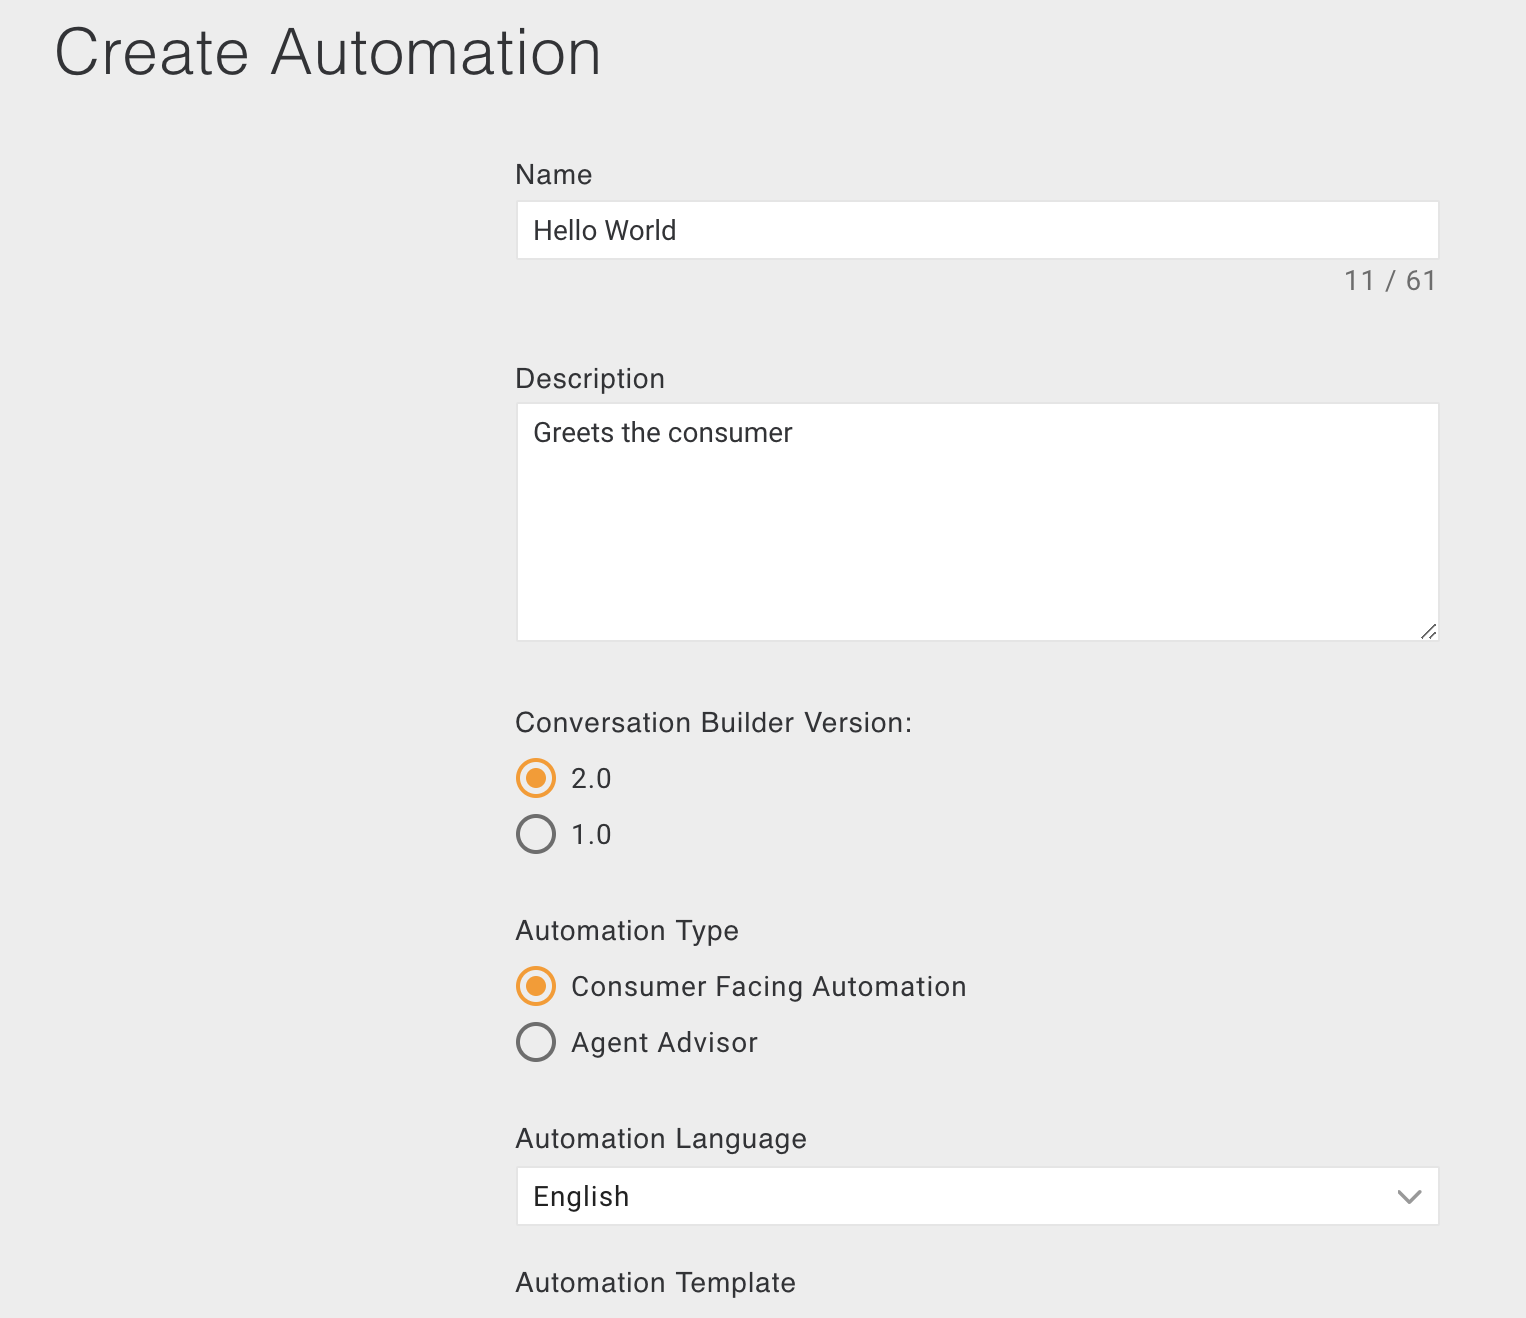 Create Automation
Name
Hello World
11 / 61
Description
Greets the consumer
Conversation Builder Version:
2.0
1.0
Automation Type
Consumer Facing Automation
Agent Advisor
Automation Language
English
Automation Template